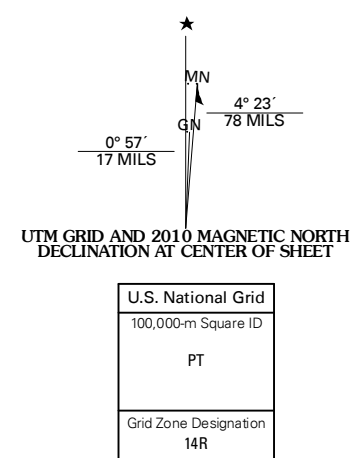 MN
4° 23´
78 MILS
GN
0° 57´
17 MILS
UTM GRID AND 2010 MAGNETIC NORTH
DECLINATION AT CENTER OF SHEET
U.S. National Grid
100,000-m Square ID
PT
Grid Zone Designation
14R